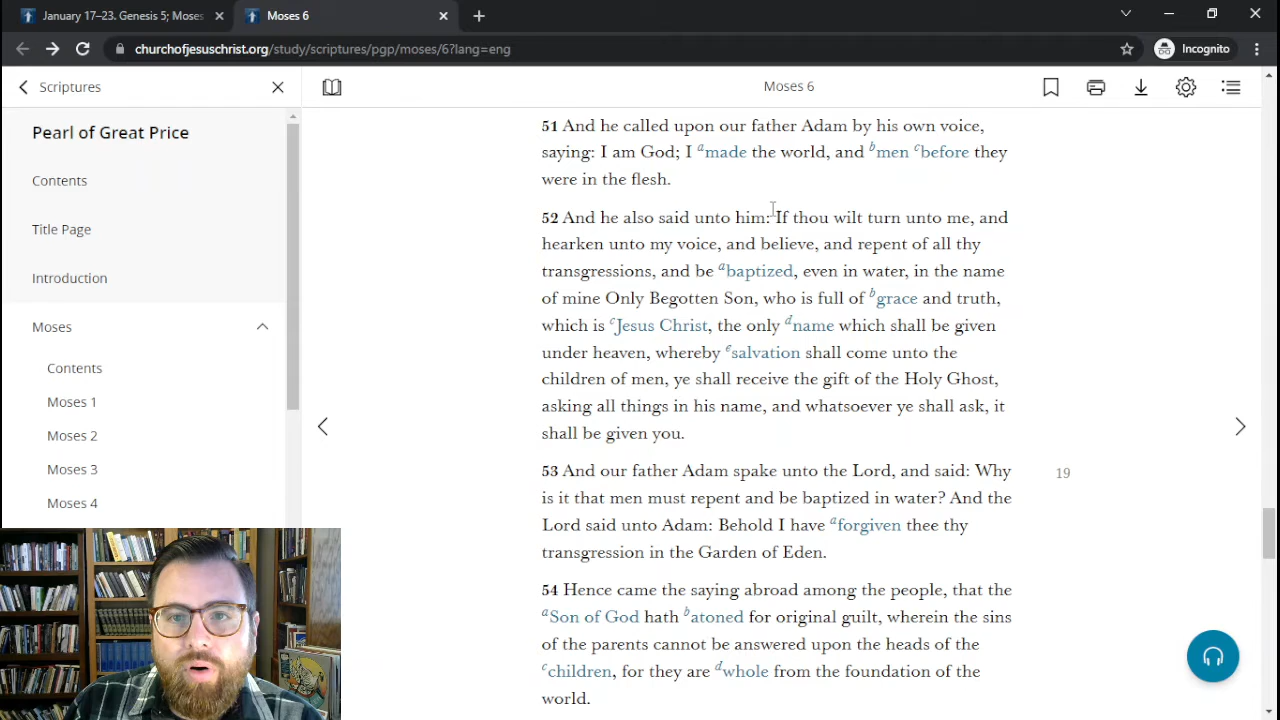 January 17–23. Genesis 5; Moses
Moses 6
churchofjesuschrist.org/study/scriptures/pgp/moses/6?lang=eng
Incognito
Scriptures
Moses 6
Pearl of Great Price
Contents
Title Page
Introduction
Moses
Contents
Moses 1
Moses 2
Moses 3
Moses 4
51 And he called upon our father Adam by his own voice,
saying: I am God; I amade the world, and bmen cbefore they
were in the flesh.
52 And he also said unto him: If thou wilt turn unto me, and
hearken unto my voice, and believe, and repent of all thy
transgressions, and be abaptized, even in water, in the name
of mine Only Begotten Son, who is full of bgrace and truth,
which is cJesus Christ, the only dname which shall be given
under heaven, whereby esalvation shall come unto the
children of men, ye shall receive the gift of the Holy Ghost,
asking all things in his name, and whatsoever ye shall ask, it
shall be given you.
53 And our father Adam spake unto the Lord, and said: Why
is it that men must repent and be baptized in water? And the
Lord said unto Adam: Behold I have aforgiven thee thy
transgression in the Garden of Eden.
19
54 Hence came the saying abroad among the people, that the
aSon of God hath batoned for original guilt, wherein the sins
of the parents cannot be answered upon the heads of the
cchildren, for they are dwhole from the foundation of the
world.